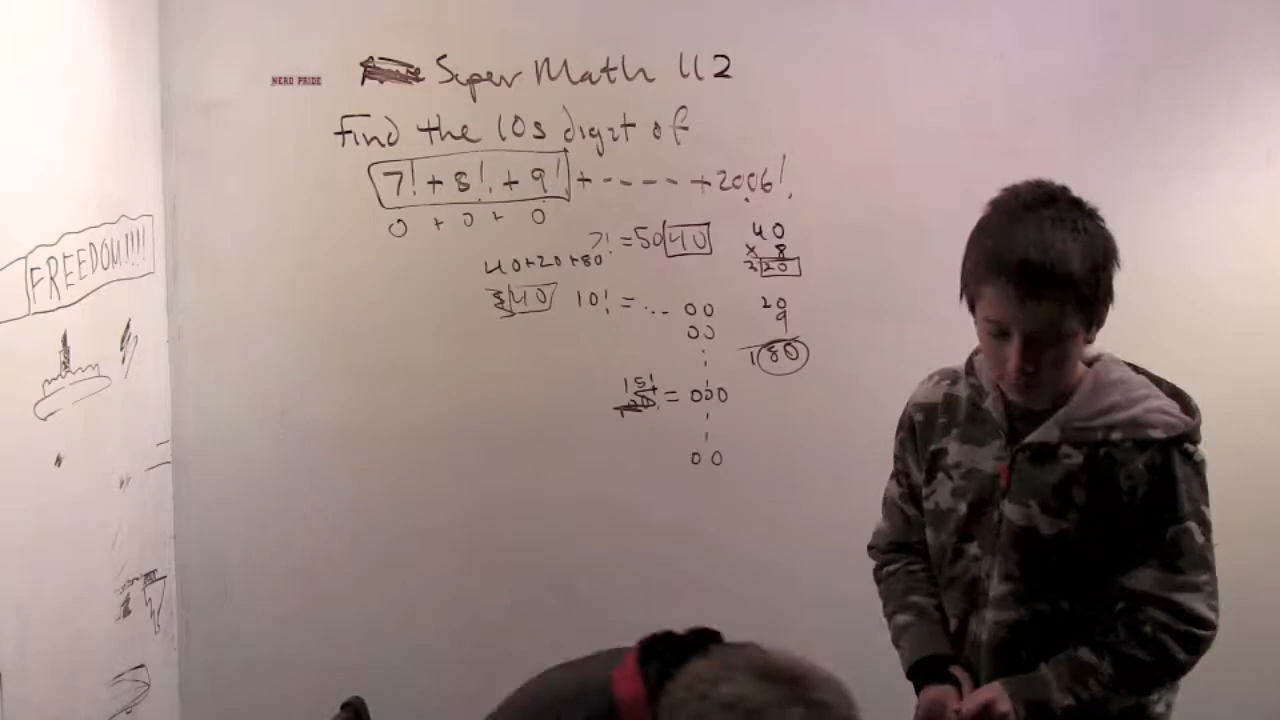 NERD PRIDE
Super Math 112
Find the 10s digit of
7! + 8! + 9! + - - - - + 2006!
0 + 0 + 0
7! = 5040
40+20+80
40
10! = ... 00
00
15! = 000
00
40
x 8
320
20
9
180
FREEDOM!!!!